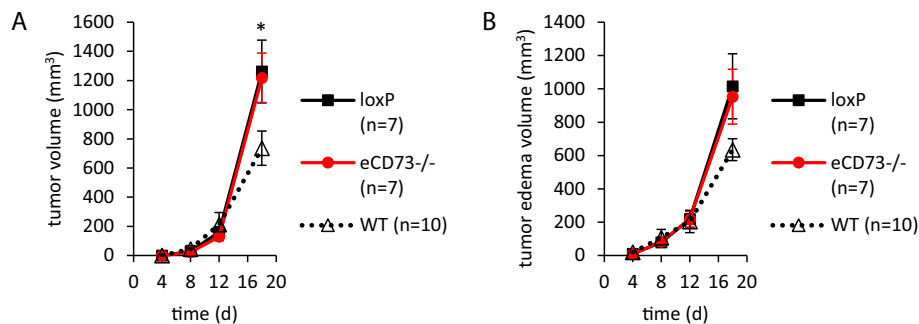 A
tumor volume (mm³)
1600
1400
1200
1000
800
600
400
200
0
0 4 8 12 16 20
time (d)
*
loxP
(n=7)
eCD73-/-
(n=7)
WT (n=10)
B
tumor edema volume (mm³)
1400
1200
1000
800
600
400
200
0
0 4 8 12 16 20
time (d)
loxP
(n=7)
eCD73-/-
(n=7)
WT (n=10)